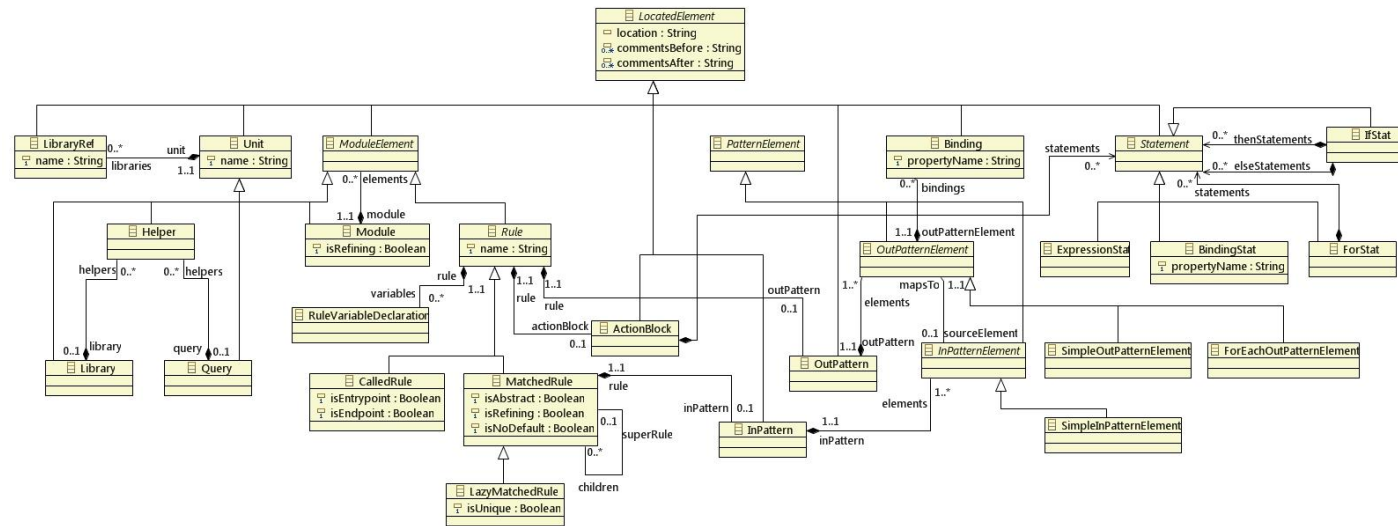 LocatedElement
location : String
0..* commentsBefore : String
0..* commentsAfter : String
LibraryRef
name : String
0..*
libraries
unit
1..1
Unit
name : String
ModuleElement
0..*
elements
PatternElement
Binding
propertyName : String
0..*
bindings
statements
0..*
Statement
0..*
thenStatements
0..*
elseStatements
0..*
statements
IfStat
Helper
helpers
0..*
0..*
helpers
1..1
module
Module
isRefining : Boolean
Rule
name : String
1..1
outPatternElement
OutPatternElement
ExpressionStat
BindingStat
propertyName : String
ForStat
rule
1..1
variables
0..*
1..1
rule
1..1
rule
RuleVariableDeclaration
actionBlock
0..1
ActionBlock
outPattern
0..1
1..*
elements
mapsTo
1..1
0..1
sourceElement
1..1
outPattern
OutPattern
InPatternElement
SimpleOutPatternElement
ForEachOutPatternElement
0..1
library
Library
query
0..1
Query
CalledRule
isEntrypoint : Boolean
isEndpoint : Boolean
MatchedRule
isAbstract : Boolean
isRefining : Boolean
isNoDefault : Boolean
1..1
rule
0..1
superRule
0..*
children
inPattern
0..1
InPattern
1..1
inPattern
elements
1..*
SimpleInPatternElement
LazyMatchedRule
isUnique : Boolean